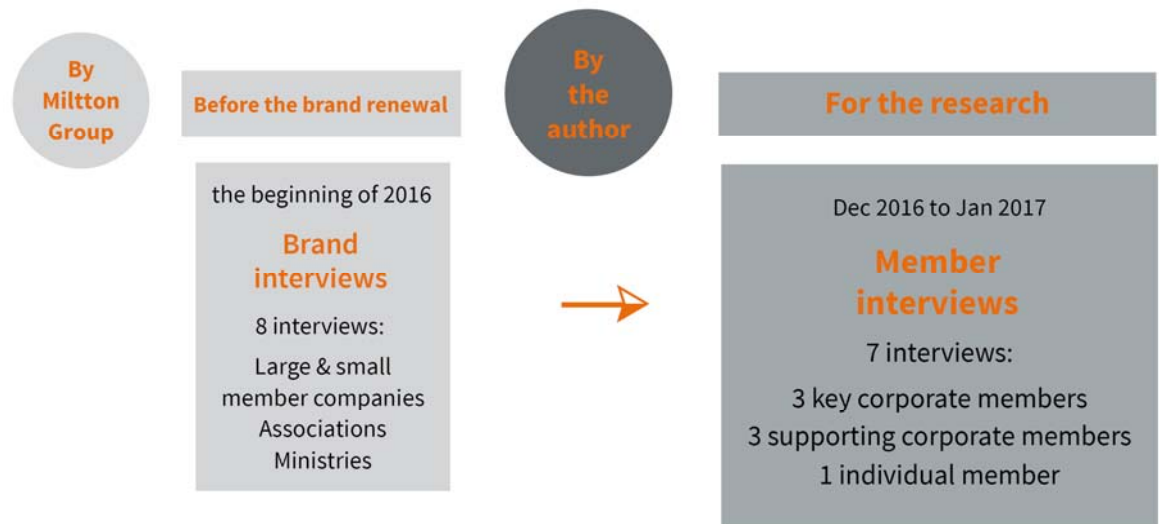 By
Miltton
Group
Before the brand renewal
the beginning of 2016
Brand
interviews
8 interviews:
Large & small
member companies
Associations
Ministries
By
the
author
For the research
Dec 2016 to Jan 2017
Member
interviews
7 interviews:
3 key corporate members
3 supporting corporate members
1 individual member